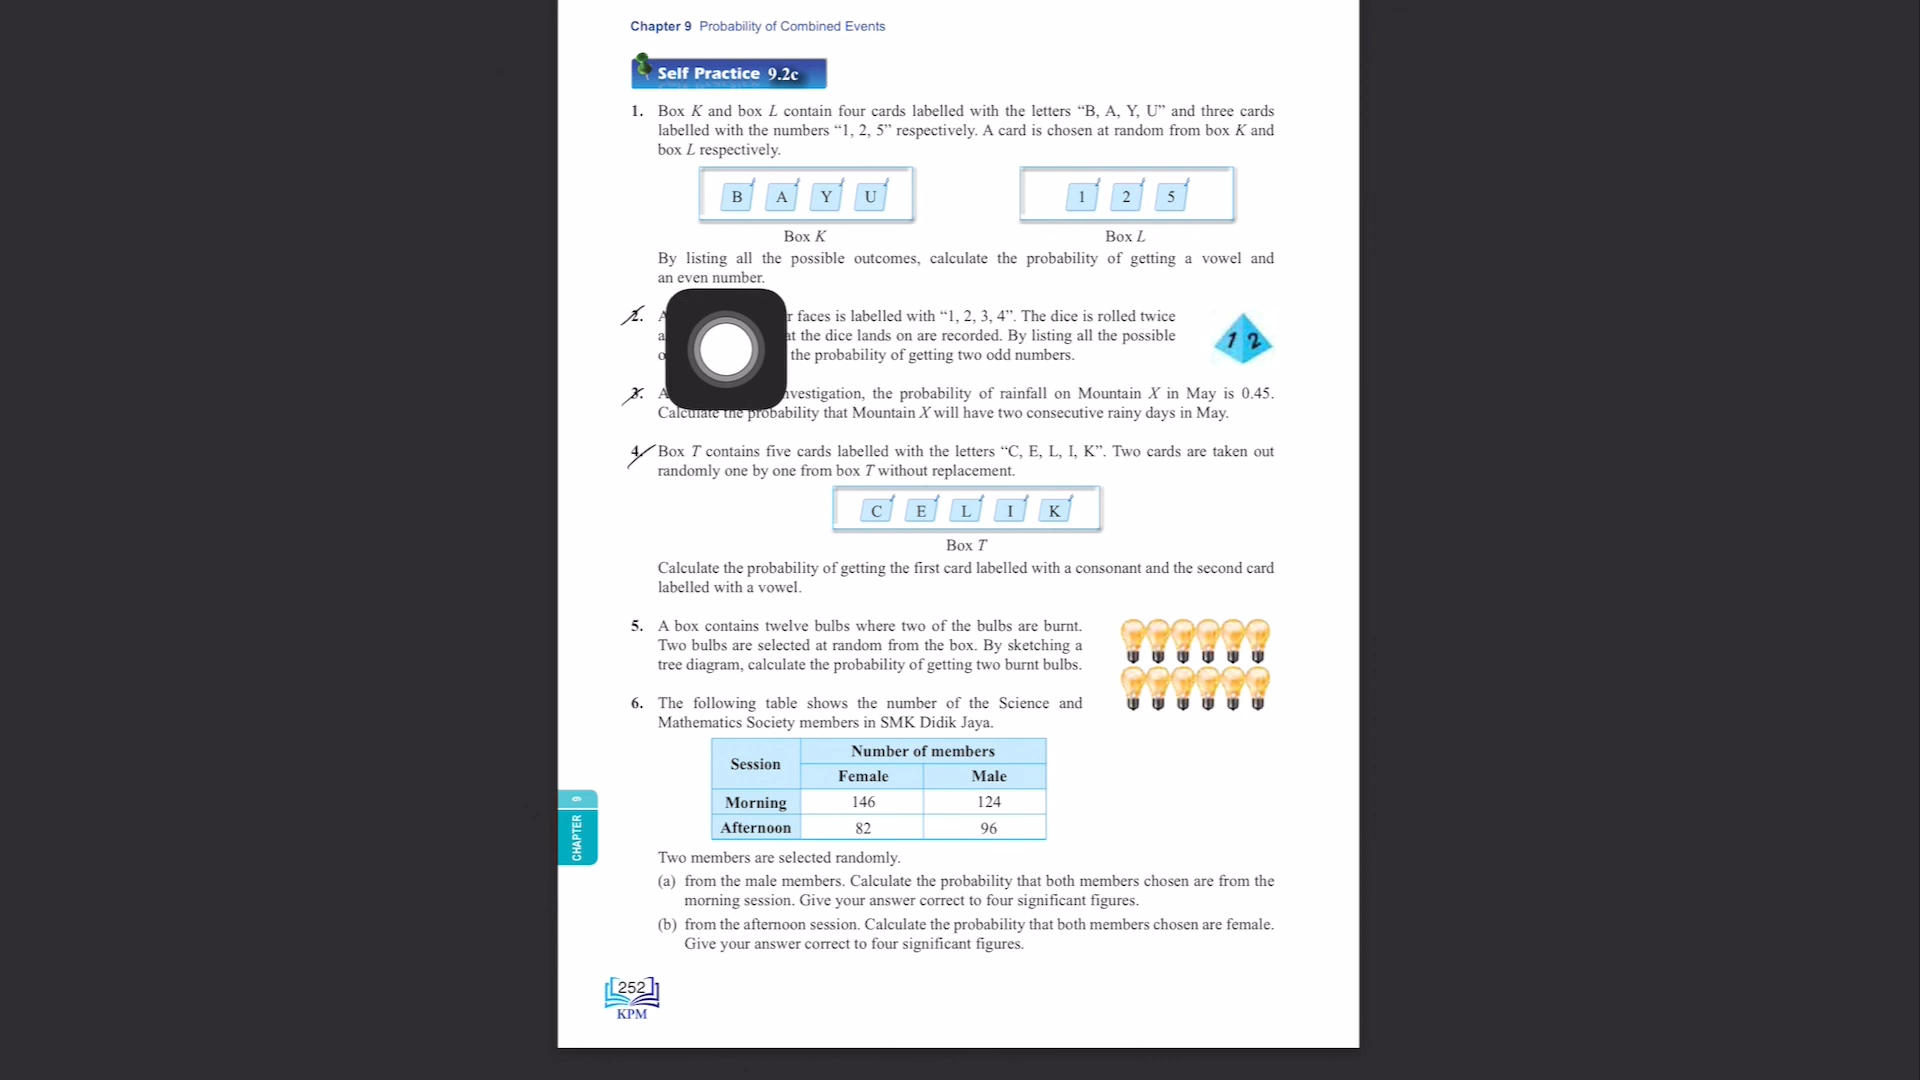 Chapter 9 Probability of Combined Events
Self Practice 9.2c
1. Box K and box L contain four cards labelled with the letters “B, A, Y, U” and three cards
labelled with the numbers “1, 2, 5” respectively. A card is chosen at random from box K and
box L respectively.
B A Y U
1 2 5
Box K
Box L
By listing all the possible outcomes, calculate the probability of getting a vowel and
an even number.
2. faces is labelled with “1, 2, 3, 4”. The dice is rolled twice
the dice lands on are recorded. By listing all the possible
the probability of getting two odd numbers.
1 2
3. investigation, the probability of rainfall on Mountain X in May is 0.45.
Calculate the probability that Mountain X will have two consecutive rainy days in May.
4. Box T contains five cards labelled with the letters “C, E, L, I, K”. Two cards are taken out
randomly one by one from box T without replacement.
C E L I K
Box T
Calculate the probability of getting the first card labelled with a consonant and the second card
labelled with a vowel.
5. A box contains twelve bulbs where two of the bulbs are burnt.
Two bulbs are selected at random from the box. By sketching a
tree diagram, calculate the probability of getting two burnt bulbs.
6. The following table shows the number of the Science and
Mathematics Society members in SMK Didik Jaya.
Session Number of members
Female Male
Morning 146 124
Afternoon 82 96
Two members are selected randomly.
(a) from the male members. Calculate the probability that both members chosen are from the
morning session. Give your answer correct to four significant figures.
(b) from the afternoon session. Calculate the probability that both members chosen are female.
Give your answer correct to four significant figures.
CHAPTER 9
252
KPM